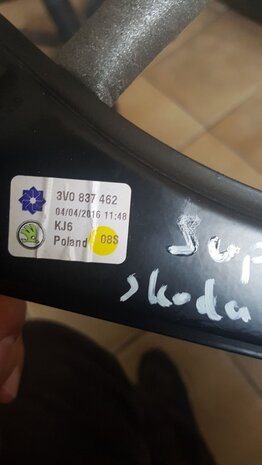 3V0 837 462
04/04/2016 11:48
KJ6
Poland 08S
Sup
skoda